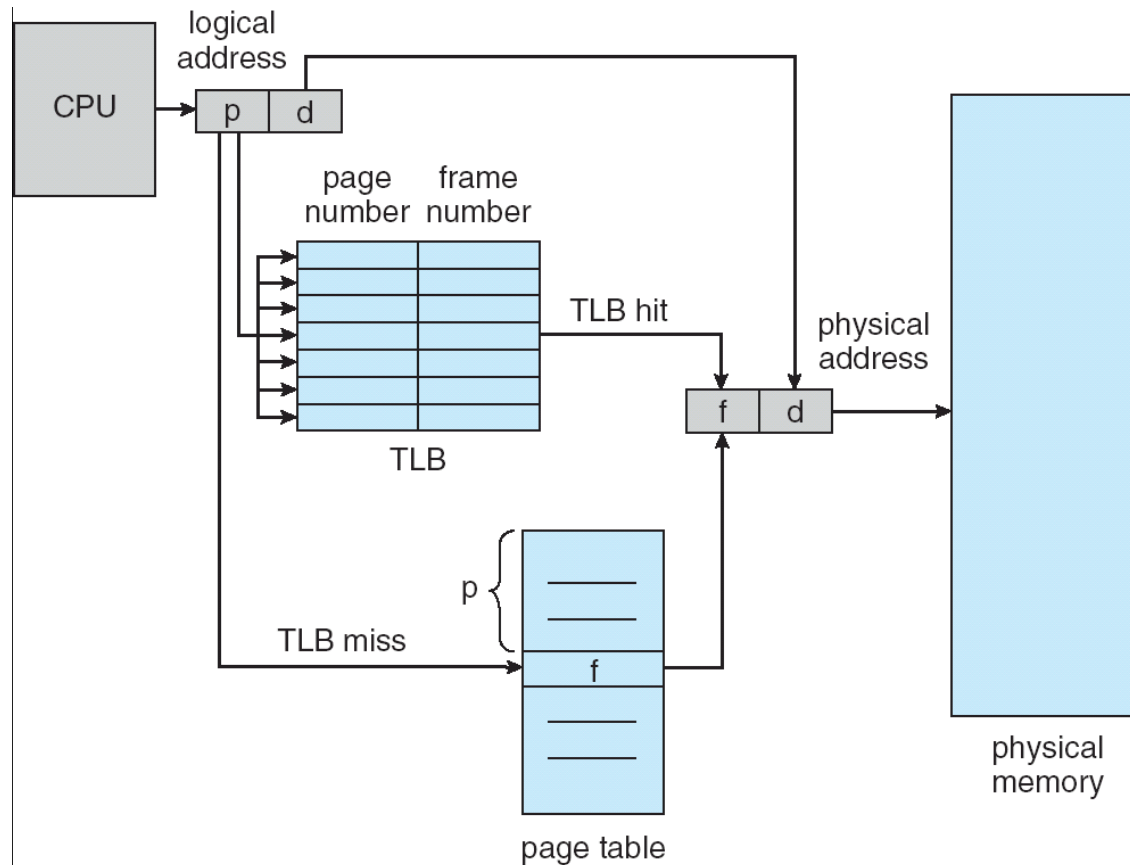 logical
address
CPU
p
d
page
number
frame
number
TLB hit
physical
address
f
d
TLB
p
TLB miss
f
physical
memory
page table